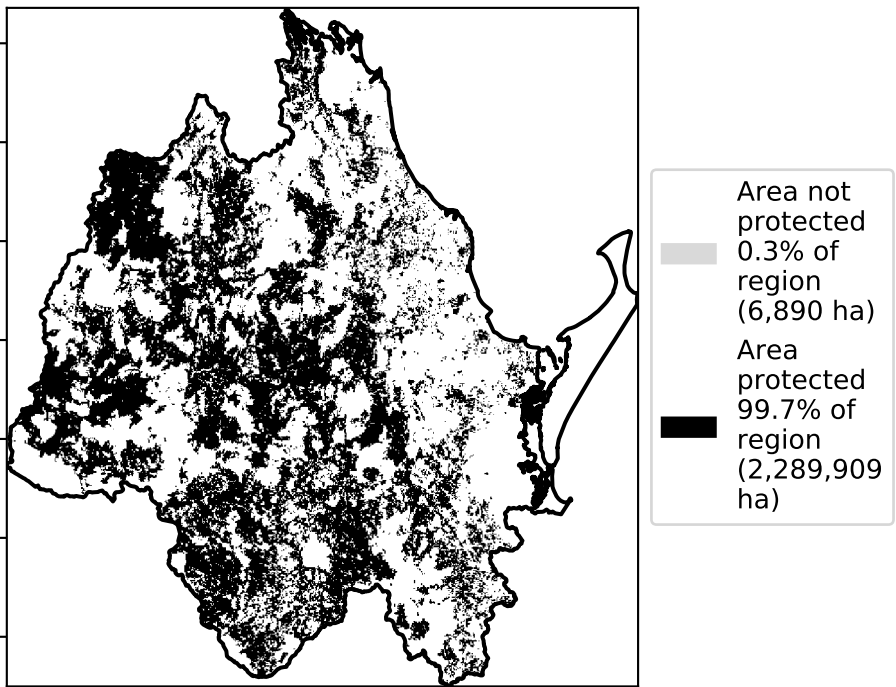 Area not
protected
0.3% of
region
(6,890 ha)
Area
protected
99.7% of
region
(2,289,909
ha)